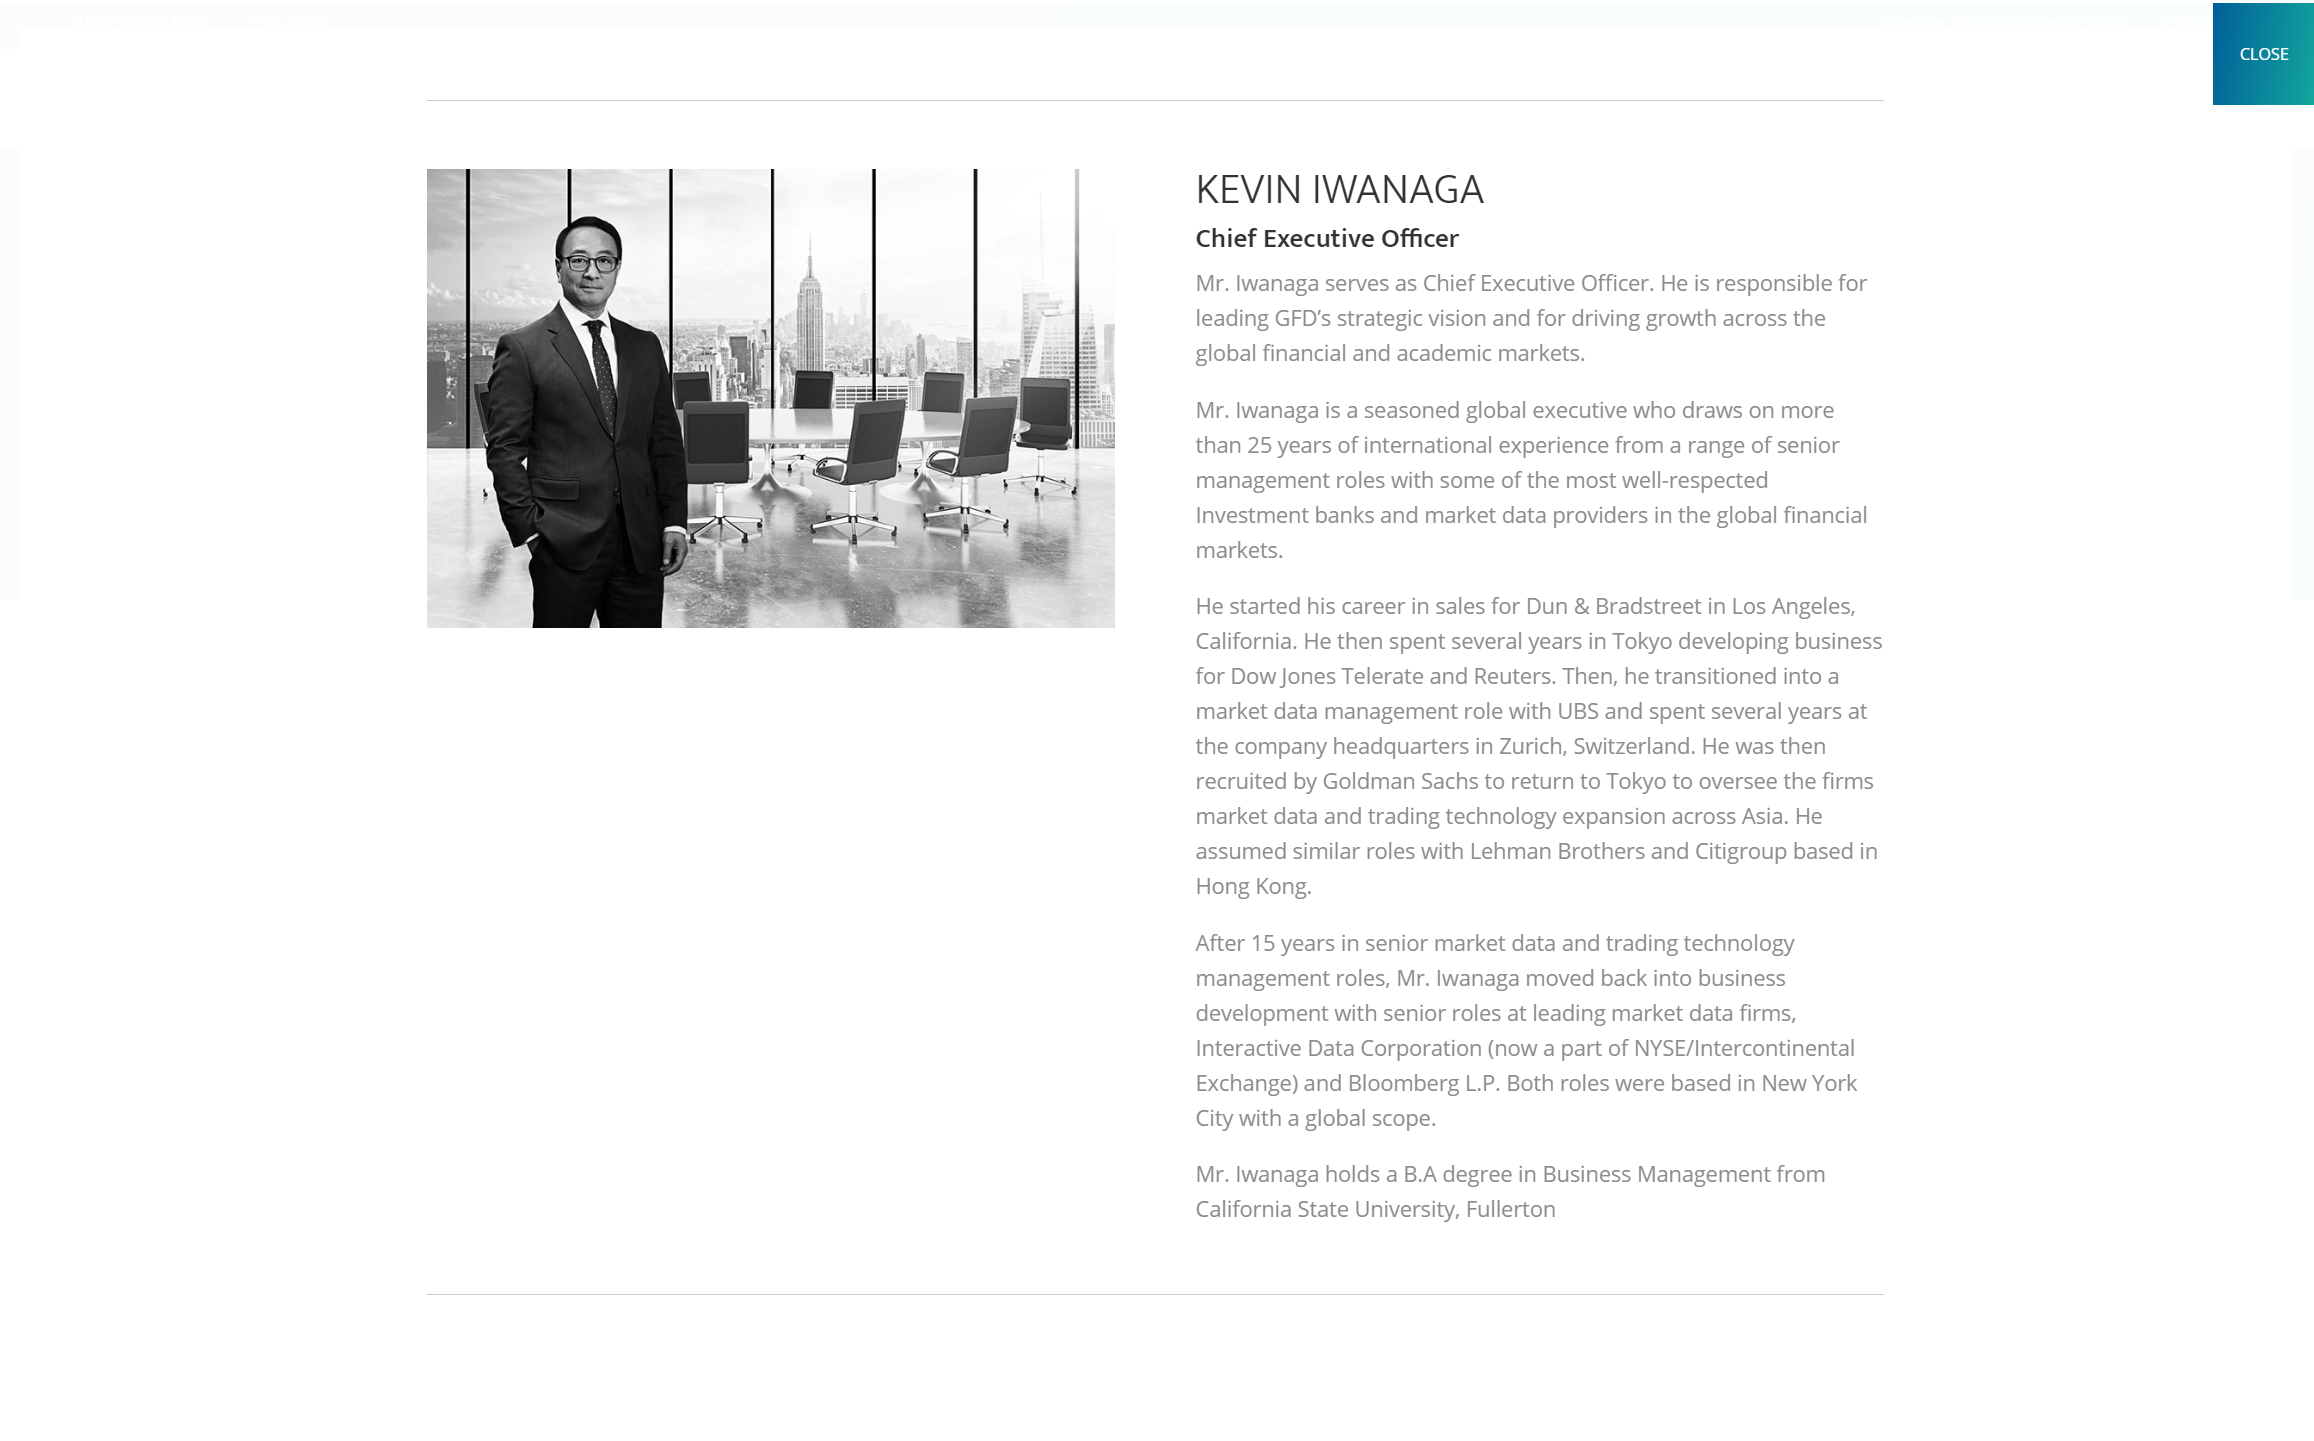 CLOSE
KEVIN IWANAGA
Chief Executive Officer
Mr. Iwanaga serves as Chief Executive Officer. He is responsible for
leading GFD’s strategic vision and for driving growth across the
global financial and academic markets.
Mr. Iwanaga is a seasoned global executive who draws on more
than 25 years of international experience from a range of senior
management roles with some of the most well-respected
Investment banks and market data providers in the global financial
markets.
He started his career in sales for Dun & Bradstreet in Los Angeles,
California. He then spent several years in Tokyo developing business
for Dow Jones Telerate and Reuters. Then, he transitioned into a
market data management role with UBS and spent several years at
the company headquarters in Zurich, Switzerland. He was then
recruited by Goldman Sachs to return to Tokyo to oversee the firms
market data and trading technology expansion across Asia. He
assumed similar roles with Lehman Brothers and Citigroup based in
Hong Kong.
After 15 years in senior market data and trading technology
management roles, Mr. Iwanaga moved back into business
development with senior roles at leading market data firms,
Interactive Data Corporation (now a part of NYSE/Intercontinental
Exchange) and Bloomberg L.P. Both roles were based in New York
City with a global scope.
Mr. Iwanaga holds a B.A degree in Business Management from
California State University, Fullerton